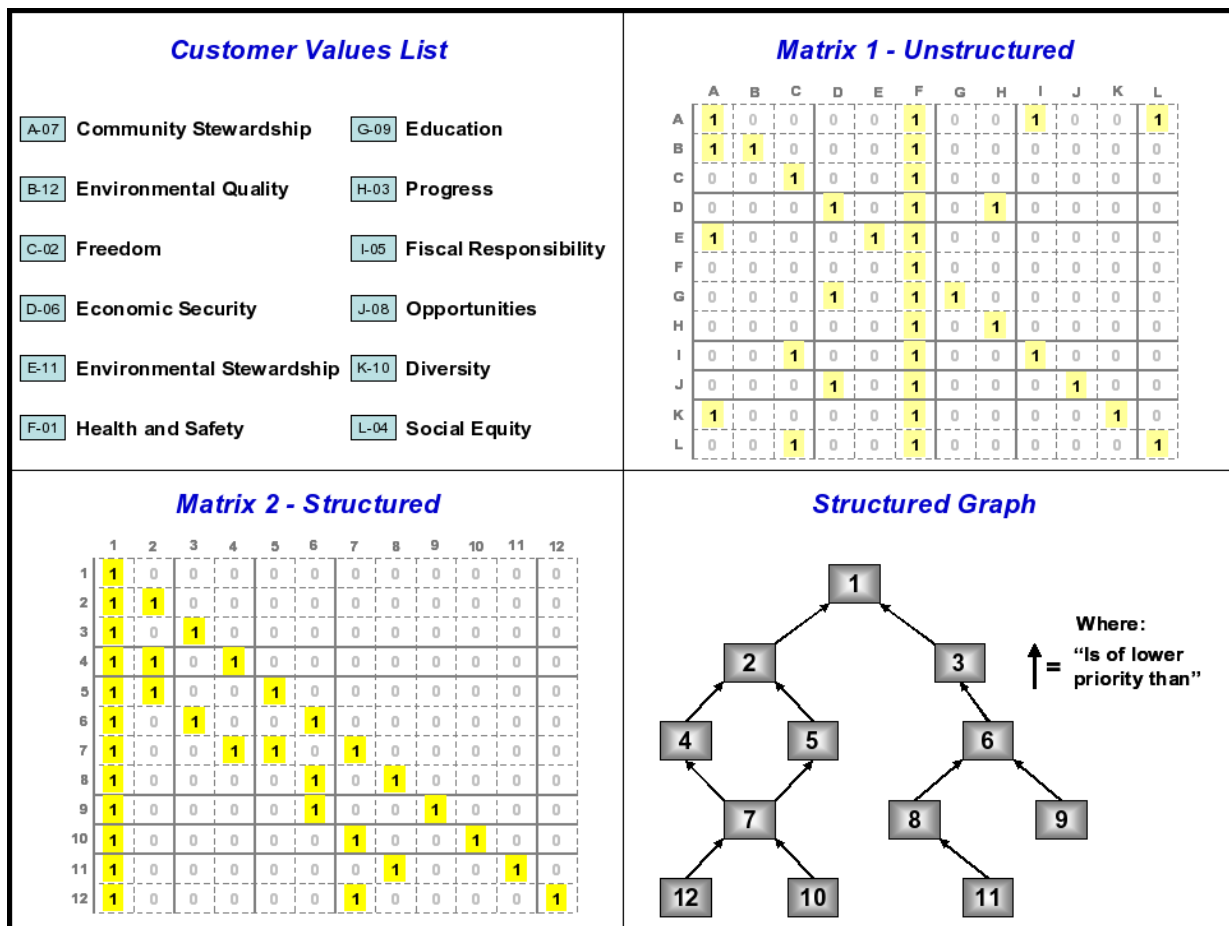 Customer Values List
A-07 Community Stewardship
G-09 Education
B-12 Environmental Quality
H-03 Progress
C-02 Freedom
I-05 Fiscal Responsibility
D-06 Economic Security
J-08 Opportunities
E-11 Environmental Stewardship
K-10 Diversity
F-01 Health and Safety
L-04 Social Equity
Matrix 1 - Unstructured
A B C D E F G H I J K L
A 1 0 0 0 0 1 0 0 1 0 0 1
B 1 1 0 0 0 1 0 0 0 0 0 0
C 0 0 1 0 0 1 0 0 0 0 0 0
D 0 0 0 1 0 1 0 1 0 0 0 0
E 1 0 0 0 1 1 0 0 0 0 0 0
F 0 0 0 0 0 1 0 0 0 0 0 0
G 0 0 0 1 0 1 1 0 0 0 0 0
H 0 0 0 0 0 1 0 1 0 0 0 0
I 0 0 1 0 0 1 0 0 1 0 0 0
J 0 0 0 1 0 1 0 0 0 1 0 0
K 1 0 0 0 0 1 0 0 0 0 1 0
L 0 0 1 0 0 1 0 0 0 0 0 1
Matrix 2 - Structured
1 2 3 4 5 6 7 8 9 10 11 12
1 1 0 0 0 0 0 0 0 0 0 0 0
2 1 1 0 0 0 0 0 0 0 0 0 0
3 1 0 1 0 0 0 0 0 0 0 0 0
4 1 1 0 1 0 0 0 0 0 0 0 0
5 1 1 0 0 1 0 0 0 0 0 0 0
6 1 0 1 0 0 1 0 0 0 0 0 0
7 1 0 0 1 1 0 1 0 0 0 0 0
8 1 0 0 0 0 1 0 1 0 0 0 0
9 1 0 0 0 0 1 0 0 1 0 0 0
10 1 0 0 0 0 0 1 0 0 1 0 0
11 1 0 0 0 0 0 0 1 0 0 1 0
12 1 0 0 0 0 0 1 0 0 0 0 1
Structured Graph
1
2 3
4 5 6
7 8 9
12 10 11
Where:
= “Is of lower
priority than”